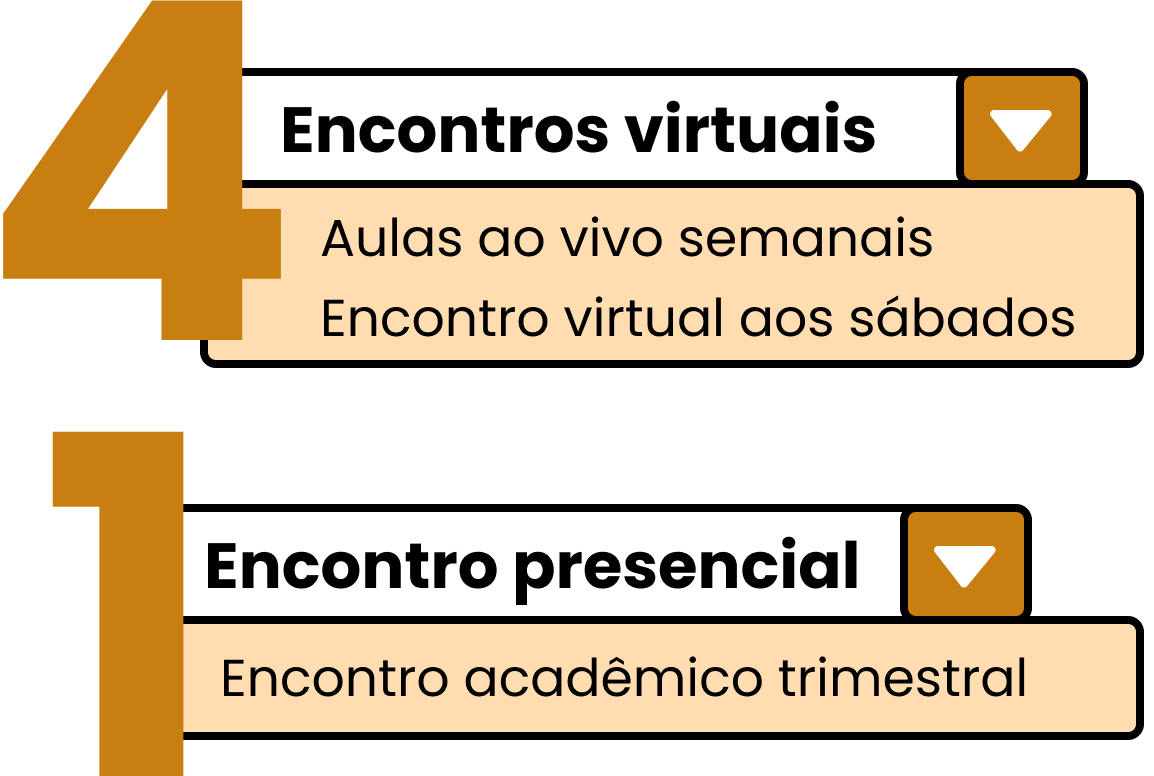 4
Encontros virtuais
Aulas ao vivo semanais
Encontro virtual aos sábados
1
Encontro presencial
Encontro acadêmico trimestral